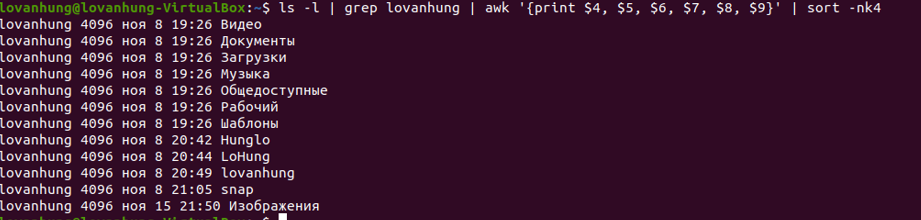 lovanhung@lovanhung-VirtualBox:~$ ls -l | grep lovanhung | awk '{print $4, $5, $6, $7, $8, $9}' | sort -nk4
lovanhung 4096 ноя 8 19:26 Видео
lovanhung 4096 ноя 8 19:26 Документы
lovanhung 4096 ноя 8 19:26 Загрузки
lovanhung 4096 ноя 8 19:26 Музыка
lovanhung 4096 ноя 8 19:26 Общедоступные
lovanhung 4096 ноя 8 19:26 Рабочий
lovanhung 4096 ноя 8 19:26 Шаблоны
lovanhung 4096 ноя 8 20:42 Hunglo
lovanhung 4096 ноя 8 20:44 LoHung
lovanhung 4096 ноя 8 20:49 lovanhung
lovanhung 4096 ноя 8 21:05 snap
lovanhung 4096 ноя 15 21:50 Изображения
lovanhung@lovanhung-VirtualBox:~$